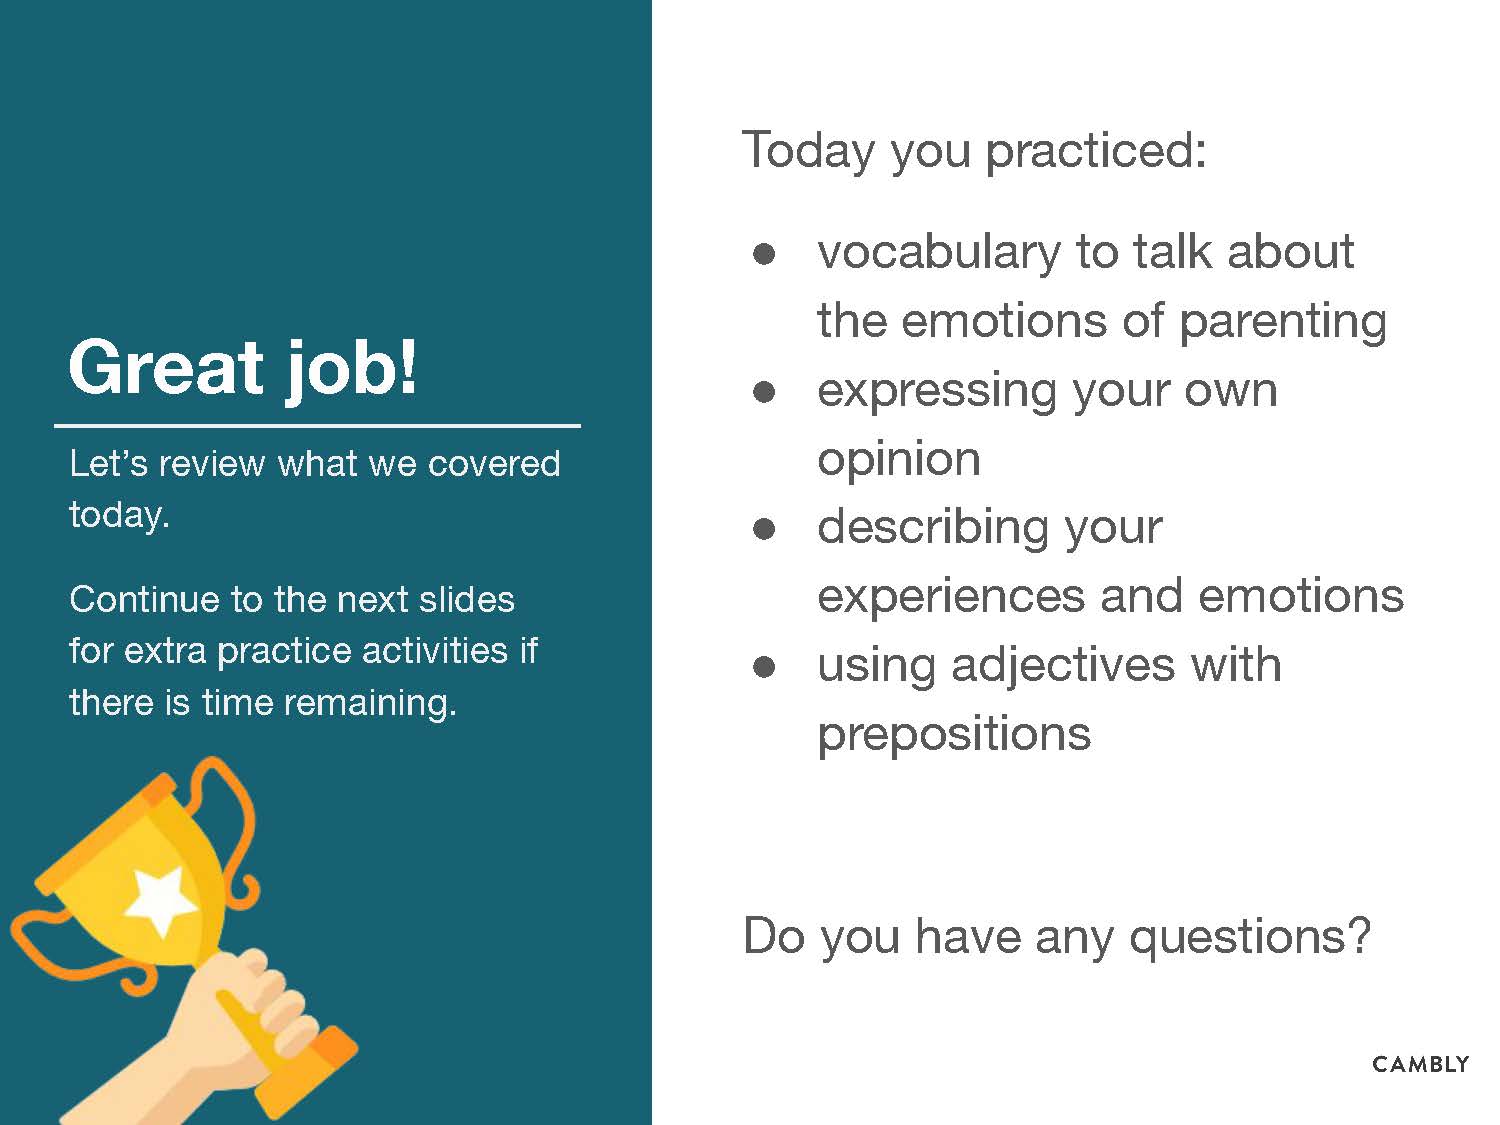 Great job!
Let's review what we covered
today.
Continue to the next slides
for extra practice activities if
there is time remaining.
Today you practiced:
● vocabulary to talk about
the emotions of parenting
● expressing your own
opinion
● describing your
experiences and emotions
● using adjectives with
prepositions
Do you have any questions?
CAMBLY